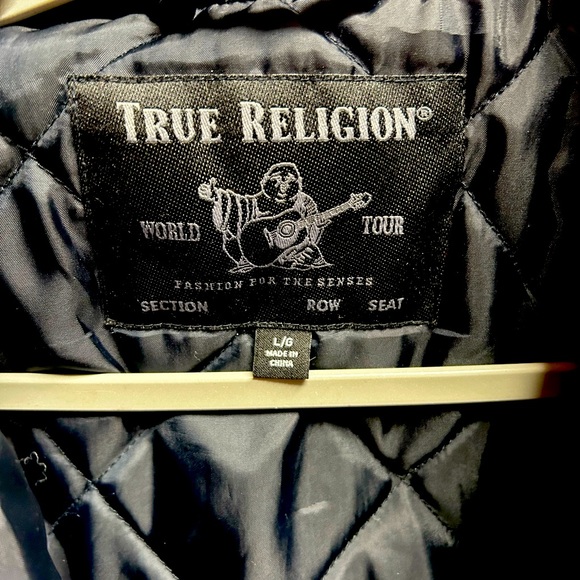 TRUE RELIGION®
WORLD TOUR
FASHION FOR THE SENSES
SECTION ROW SEAT
L/G
MADE IN
CHINA